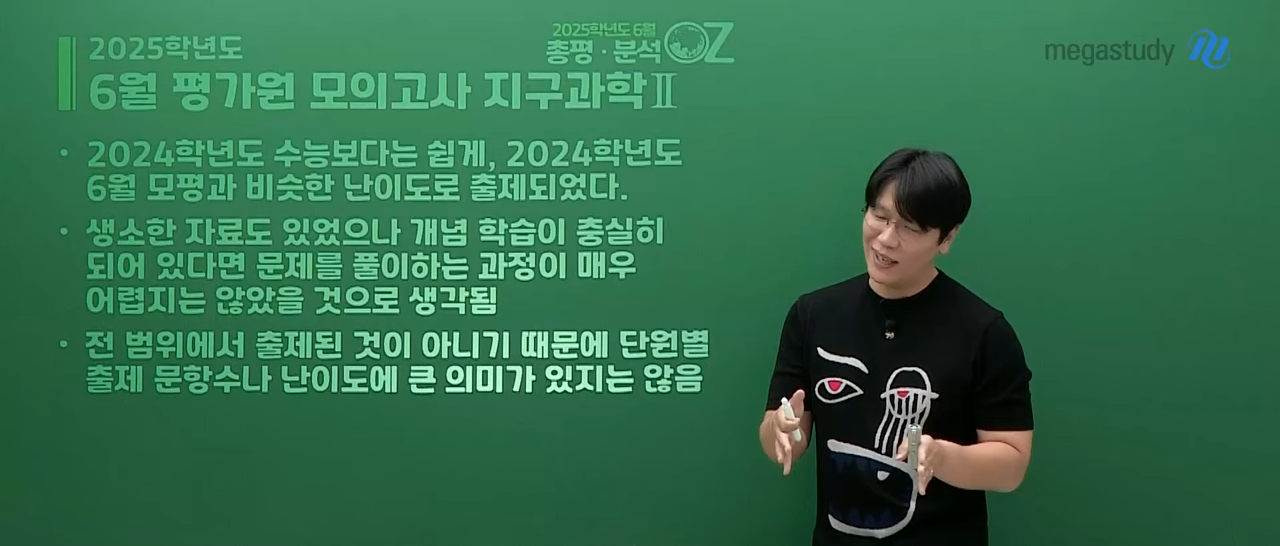 2025학년도
6월 평가원 모의고사 지구과학Ⅱ
2025학년도 6월
총평·분석 OZ
megastudy
• 2024학년도 수능보다는 쉽게, 2024학년도
6월 모평과 비슷한 난이도로 출제되었다.
• 생소한 자료도 있었으나 개념 학습이 충실히
되어 있다면 문제를 풀이하는 과정이 매우
어렵지는 않았을 것으로 생각됨
• 전 범위에서 출제된 것이 아니기 때문에 단원별
출제 문항수나 난이도에 큰 의미가 있지는 않음